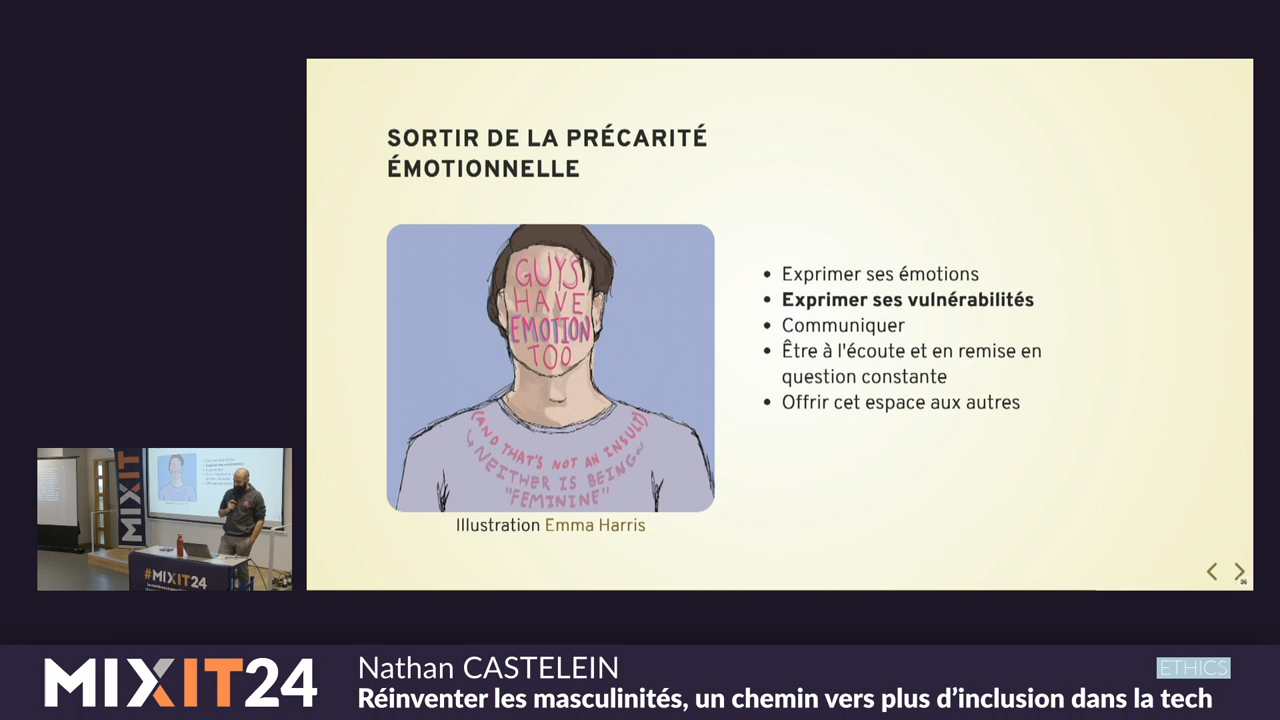 SORTIR DE LA PRÉCARITÉ
ÉMOTIONNELLE
GUYS
HAVE
EMOTION
TOO
(AND THAT'S NOT AN INSULT)
NEITHER IS BEING
"FEMININE"
Illustration Emma Harris
• Exprimer ses émotions
• Exprimer ses vulnérabilités
• Communiquer
• Être à l'écoute et en remise en
question constante
• Offrir cet espace aux autres
36
MIXIT
#MIXIT24
MIXIT24
Nathan CASTELEIN
ETHICS
Réinventer les masculinités, un chemin vers plus d'inclusion dans la tech